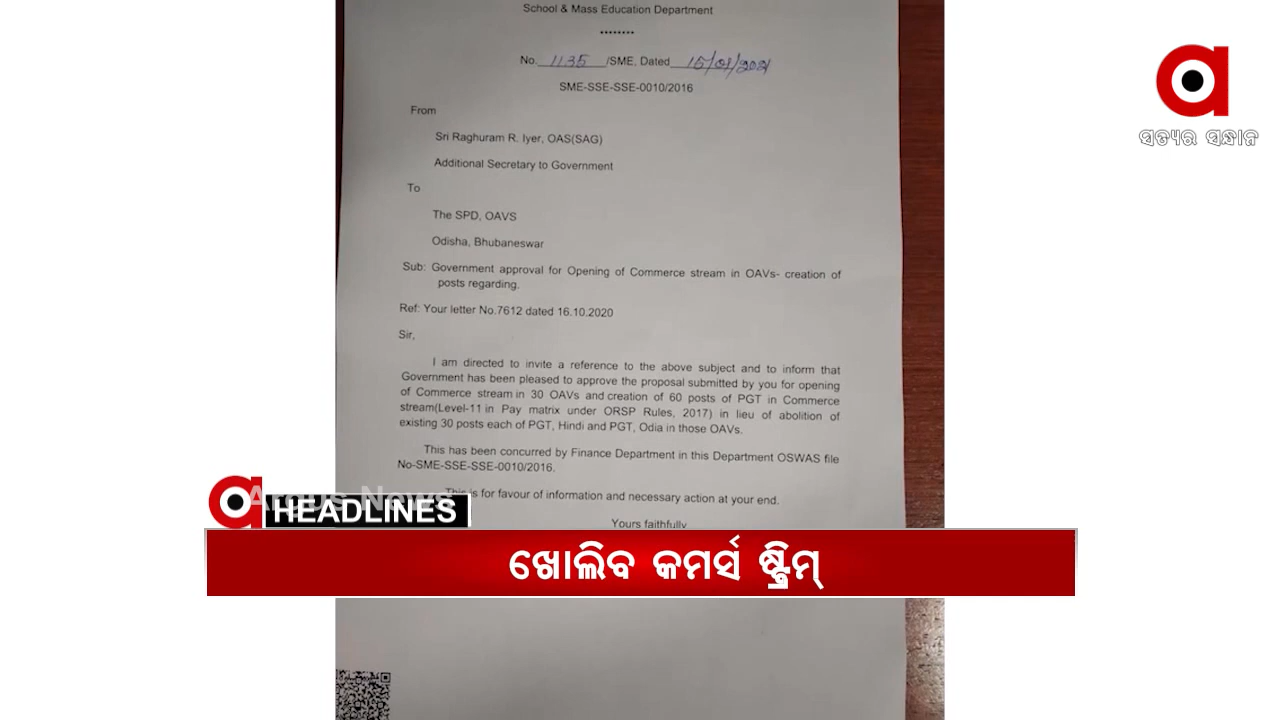 School & Mass Education Department
********
No. 1135 /SME, Dated 15/01/2021
SME-SSE-SSE-0010/2016
From
Sri Raghuram R. Iyer, OAS(SAG)
Additional Secretary to Government
To
The SPD, OAVS
Odisha, Bhubaneswar
Sub: Government approval for Opening of Commerce stream in OAVs- creation of
posts regarding.
Ref: Your letter No.7612 dated 16.10.2020
Sir,
I am directed to invite a reference to the above subject and to inform that
Government has been pleased to approve the proposal submitted by you for opening
of Commerce stream in 30 OAVs and creation of 60 posts of PGT in Commerce
stream(Level-11 in Pay matrix under ORSP Rules, 2017) in lieu of abolition of
existing 30 posts each of PGT, Hindi and PGT, Odia in those OAVs.
This has been concurred by Finance Department in this Department OSWAS file
No-SME-SSE-SSE-0010/2016.
This is for favour of information and necessary action at your end.
Yours faithfully
ସତ୍ୟର ସନ୍ଧାନ
Argus News
HEADLINES
ଖୋଲିବ କମର୍ସ ଷ୍ଟ୍ରିମ୍